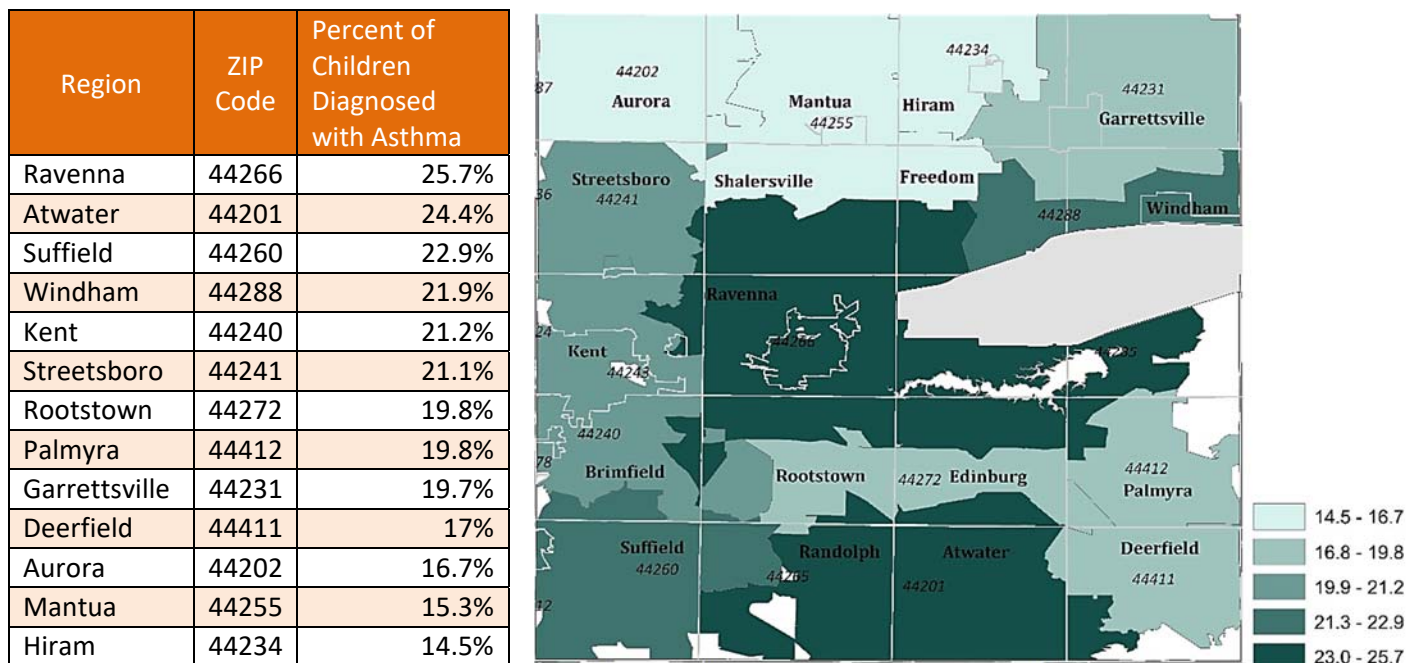 Region ZIP Code Percent of Children Diagnosed with Asthma
Ravenna 44266 25.7%
Atwater 44201 24.4%
Suffield 44260 22.9%
Windham 44288 21.9%
Kent 44240 21.2%
Streetsboro 44241 21.1%
Rootstown 44272 19.8%
Palmyra 44412 19.8%
Garrettsville 44231 19.7%
Deerfield 44411 17%
Aurora 44202 16.7%
Mantua 44255 15.3%
Hiram 44234 14.5%
44234
44202
87
44231
Aurora Mantua Hiram
44255
Garrettsville
Streetsboro Shalersville Freedom
36 44241
44288 Windham
Ravenna
24
Kent 44266
44243
44240
78 Brimfield Rootstown 44272 Edinburg 44412
Palmyra
Suffield Randolph Atwater Deerfield
44260 44265 44201 44411
14.5 - 16.7
16.8 - 19.8
19.9 - 21.2
21.3 - 22.9
23.0 - 25.7